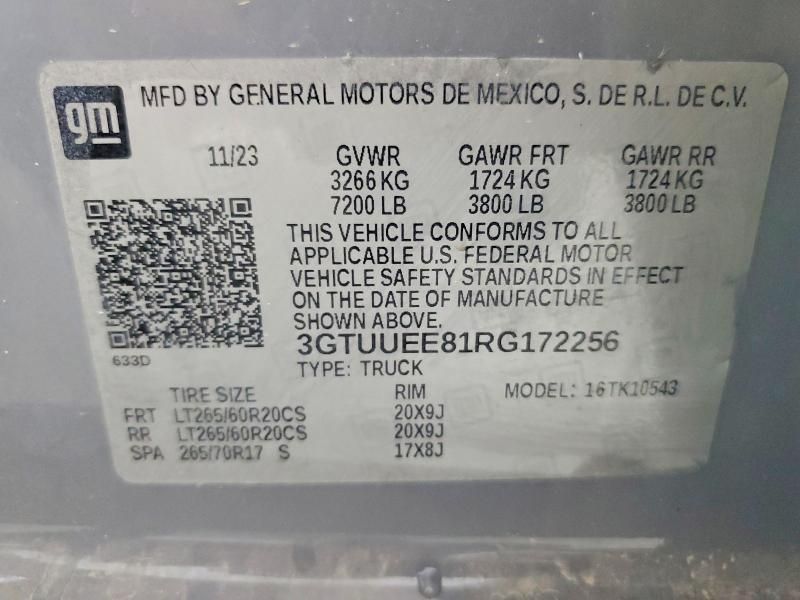 gm
MFD BY GENERAL MOTORS DE MEXICO, S. DE R.L. DE C.V.
11/23 GVWR GAWR FRT GAWR RR
3266 KG 1724 KG 1724 KG
7200 LB 3800 LB 3800 LB
THIS VEHICLE CONFORMS TO ALL
APPLICABLE U.S. FEDERAL MOTOR
VEHICLE SAFETY STANDARDS IN EFFECT
ON THE DATE OF MANUFACTURE
SHOWN ABOVE.
633D
3GTUUEE81RG172256
TYPE: TRUCK
TIRE SIZE RIM MODEL: 16TK10543
FRT LT265/60R20CS 20X9J
RR LT265/60R20CS 20X9J
SPA 265/70R17 S 17X8J